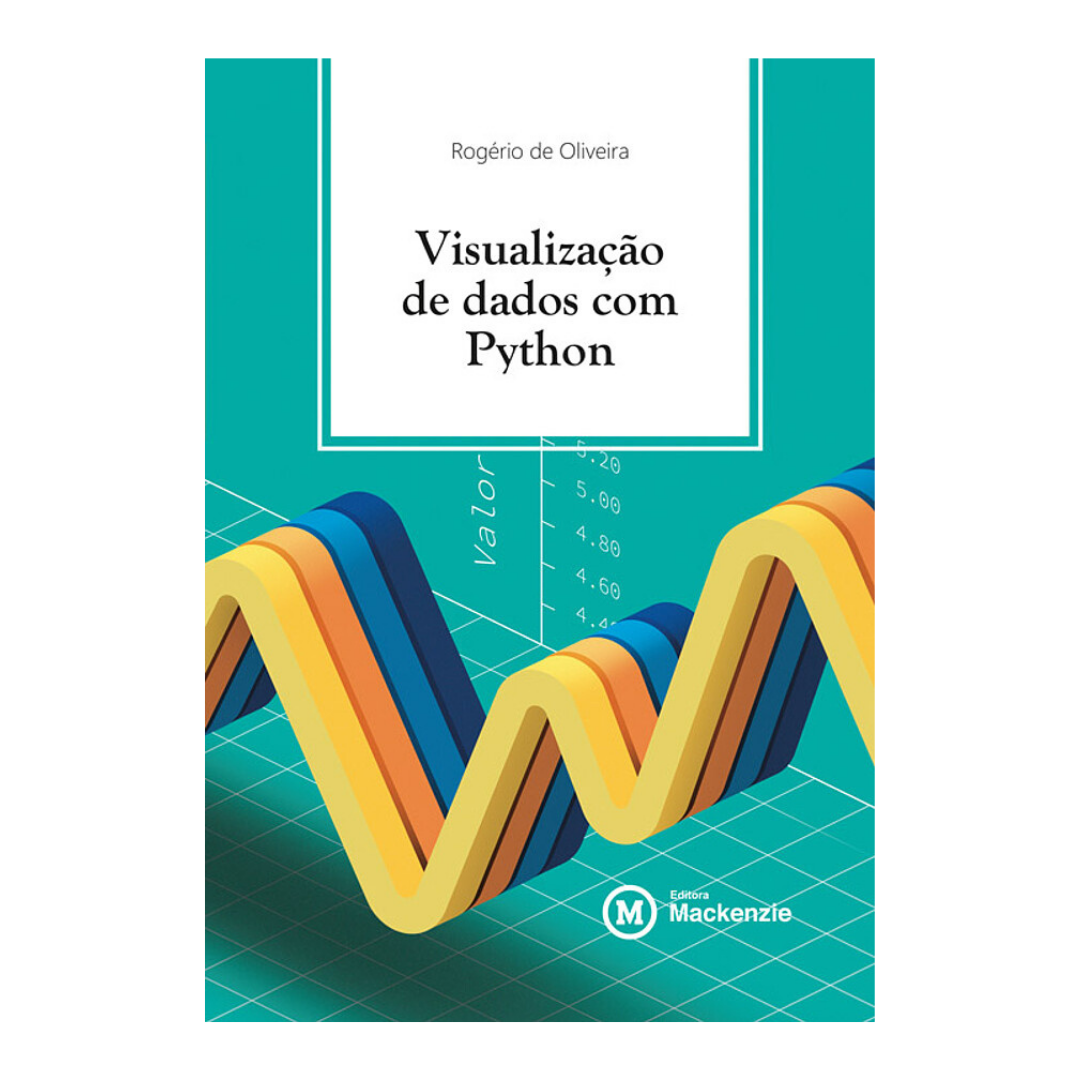 Rogério de Oliveira
Visualização
de dados com
Python
Valor
5.20
5.00
4.80
4.60
M
Editora
Mackenzie